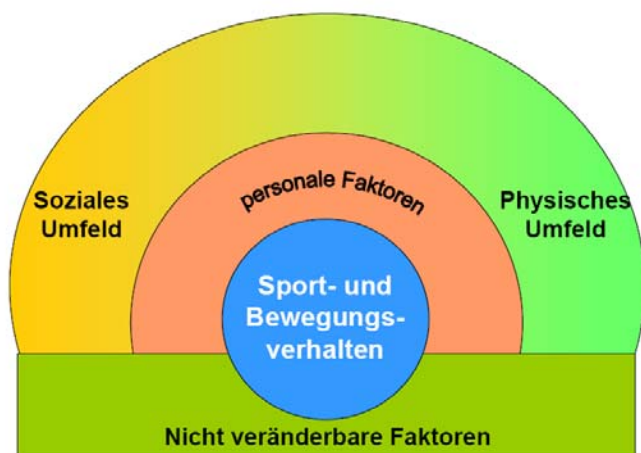 personale Faktoren
Soziales
Umfeld
Physisches
Umfeld
Sport- und
Bewegungs-
verhalten
Nicht veränderbare Faktoren